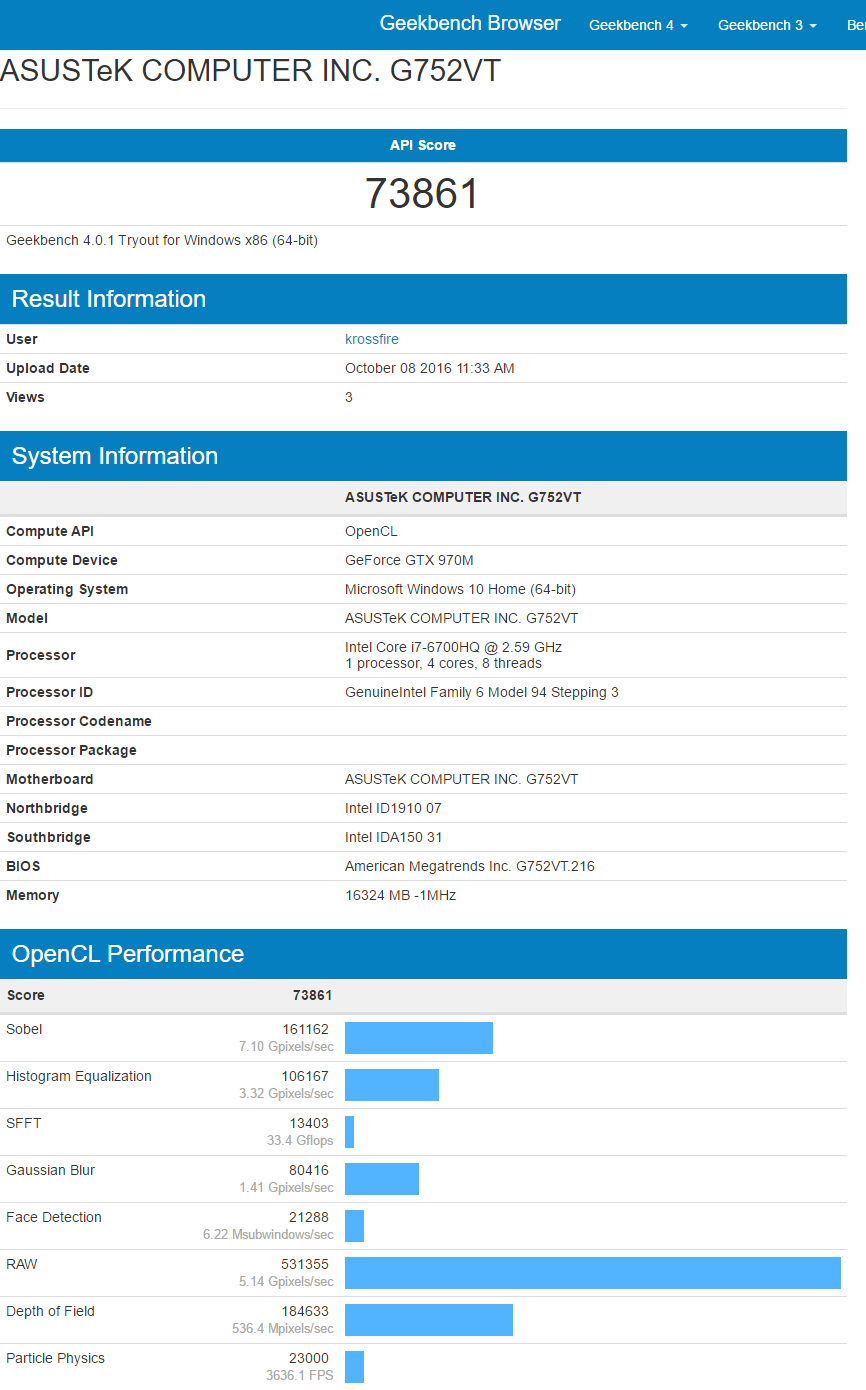 Geekbench Browser Geekbench 4 Geekbench 3
ASUSTeK COMPUTER INC. G752VT
API Score
73861
Geekbench 4.0.1 Tryout for Windows x86 (64-bit)
Result Information
User krossfire
Upload Date October 08 2016 11:33 AM
Views 3
System Information
ASUSTeK COMPUTER INC. G752VT
Compute API OpenCL
Compute Device GeForce GTX 970M
Operating System Microsoft Windows 10 Home (64-bit)
Model ASUSTeK COMPUTER INC. G752VT
Processor Intel Core i7-6700HQ @ 2.59 GHz
1 processor, 4 cores, 8 threads
Processor ID GenuineIntel Family 6 Model 94 Stepping 3
Processor Codename
Processor Package
Motherboard ASUSTeK COMPUTER INC. G752VT
Northbridge Intel ID1910 07
Southbridge Intel IDA150 31
BIOS American Megatrends Inc. G752VT.216
Memory 16324 MB -1MHz
OpenCL Performance
Score 73861
Sobel 161162
7.10 Gpixels/sec
Histogram Equalization 106167
3.32 Gpixels/sec
SFFT 13403
33.4 Gflops
Gaussian Blur 80416
1.41 Gpixels/sec
Face Detection 21288
6.22 Msubwindows/sec
RAW 531355
5.14 Gpixels/sec
Depth of Field 184633
536.4 Mpixels/sec
Particle Physics 23000
3636.1 FPS